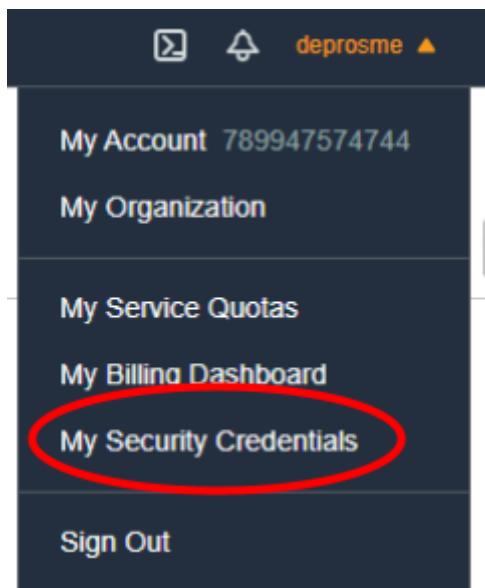 deprosme
My Account 789947574744
My Organization
My Service Quotas
My Billing Dashboard
My Security Credentials
Sign Out